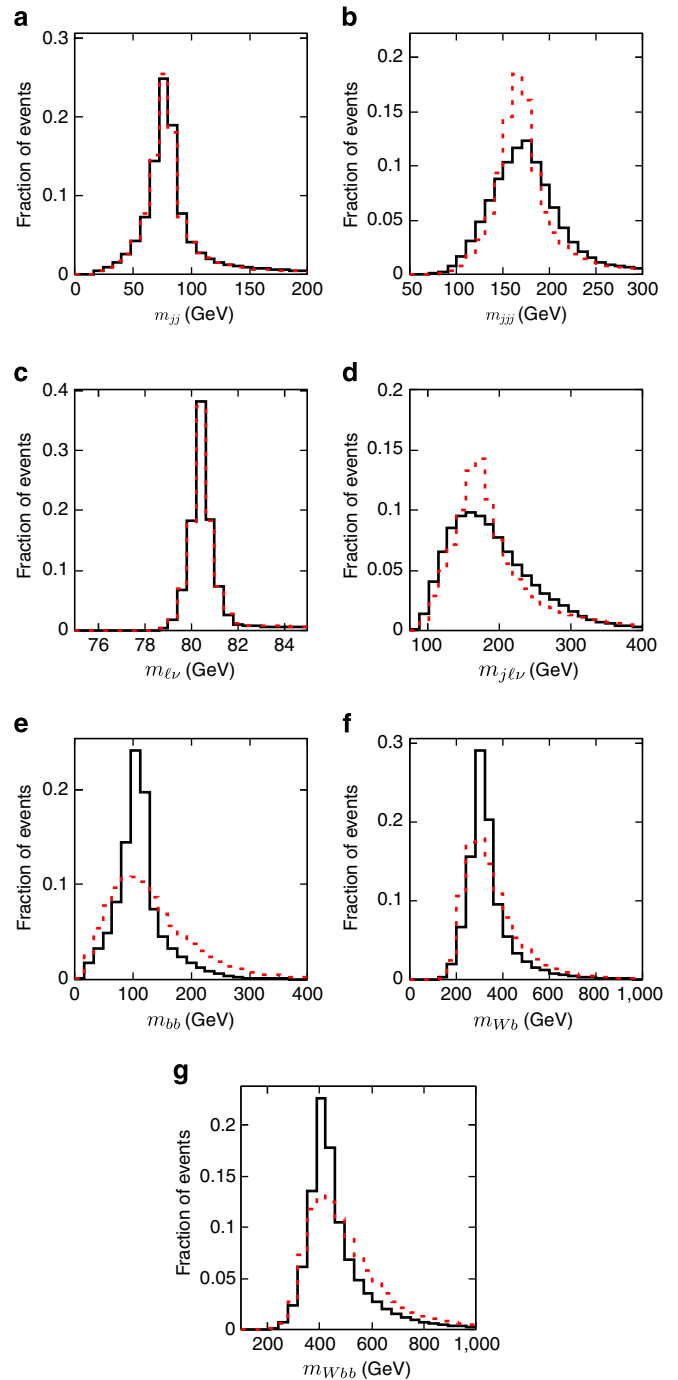 a
Fraction of events
0.3
0.2
0.1
0
0 50 100 150 200
m_jj (GeV)
b
Fraction of events
0.2
0.15
0.1
0.05
0
50 100 150 200 250 300
m_jjj (GeV)
c
Fraction of events
0.4
0.3
0.2
0.1
0
76 78 80 82 84
m_ℓν (GeV)
d
Fraction of events
0.2
0.15
0.1
0.05
0
100 200 300 400
m_jℓν (GeV)
e
Fraction of events
0.2
0.1
0
0 100 200 300 400
m_bb (GeV)
f
Fraction of events
0.3
0.2
0.1
0
0 200 400 600 800 1,000
m_Wb (GeV)
g
Fraction of events
0.2
0.15
0.1
0.05
0
200 400 600 800 1,000
m_Wbb (GeV)